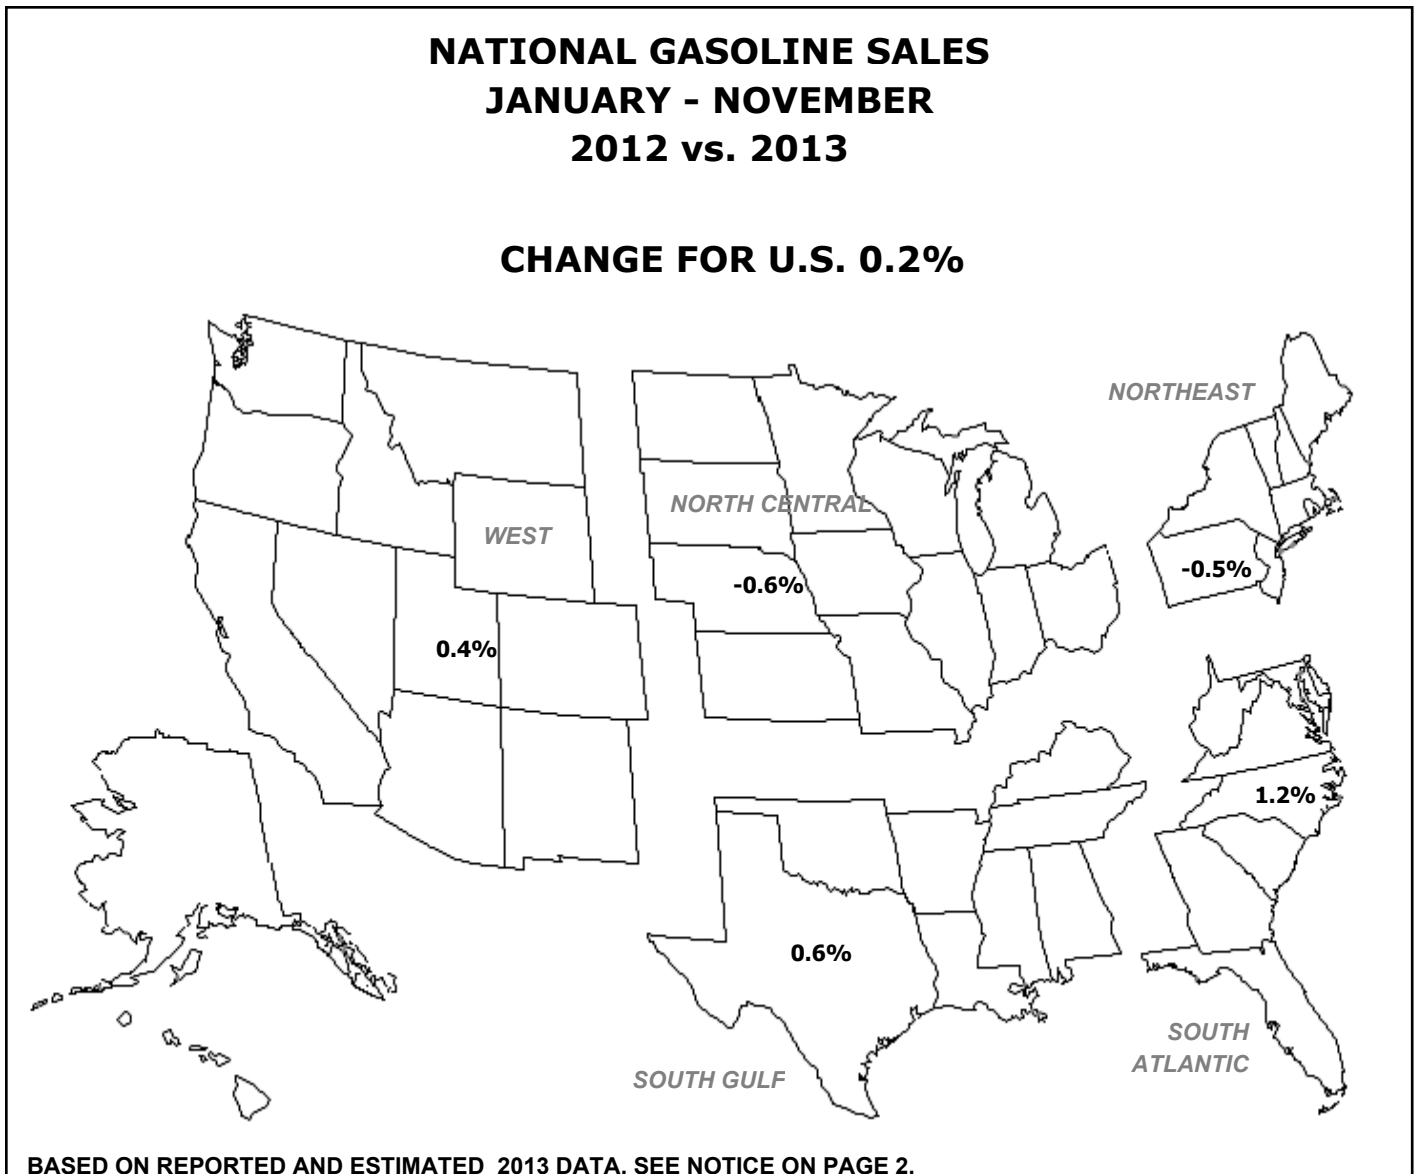 NATIONAL GASOLINE SALES
JANUARY - NOVEMBER
2012 vs. 2013
CHANGE FOR U.S. 0.2%
NORTHEAST
NORTH CENTRAL
WEST
-0.5%
-0.6%
0.4%
1.2%
0.6%
SOUTH
ATLANTIC
SOUTH GULF
BASED ON REPORTED AND ESTIMATED  2013 DATA. SEE NOTICE ON PAGE 2.